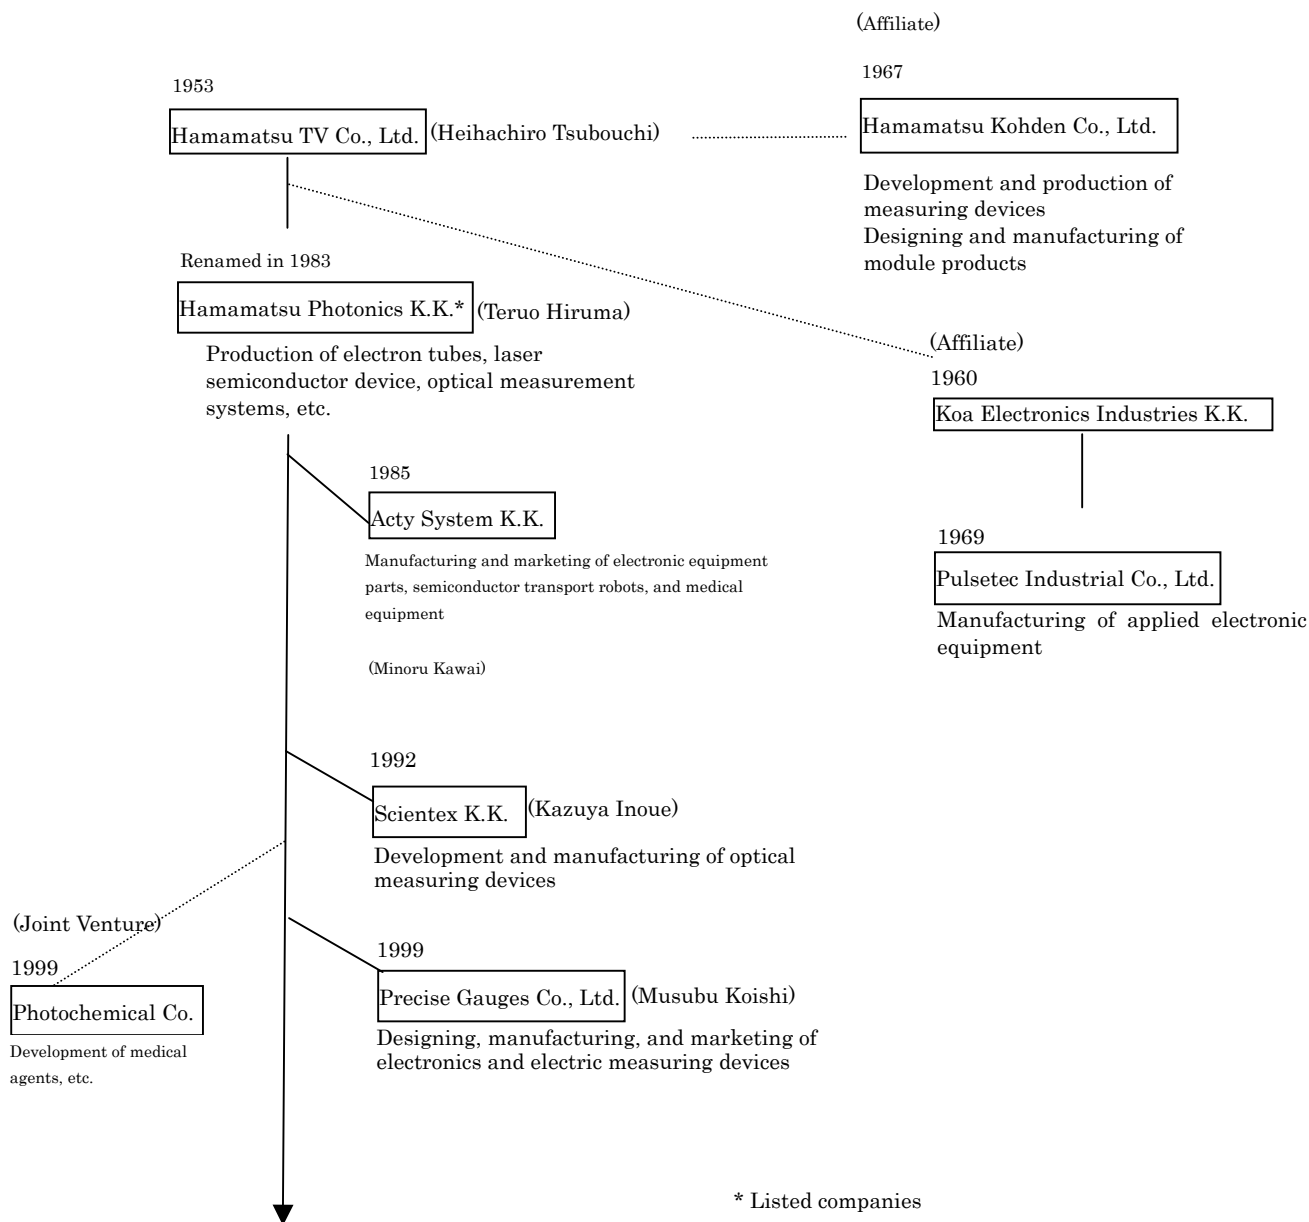 (Affiliate)
1967
1953
Hamamatsu TV Co., Ltd. (Heihachiro Tsubouchi)
Hamamatsu Kohden Co., Ltd.
Development and production of
measuring devices
Designing and manufacturing of
module products
Renamed in 1983
Hamamatsu Photonics K.K.* (Teruo Hiruma)
Production of electron tubes, laser
semiconductor device, optical measurement
systems, etc.
(Affiliate)
1960
Koa Electronics Industries K.K.
1985
Acty System K.K.
Manufacturing and marketing of electronic equipment
parts, semiconductor transport robots, and medical
equipment
(Minoru Kawai)
1969
Pulsetec Industrial Co., Ltd.
Manufacturing of applied electronic
equipment
1992
Scientex K.K. (Kazuya Inoue)
Development and manufacturing of optical
measuring devices
(Joint Venture)
1999
Photochemical Co.
Development of medical
agents, etc.
1999
Precise Gauges Co., Ltd. (Musubu Koishi)
Designing, manufacturing, and marketing of
electronics and electric measuring devices
* Listed companies